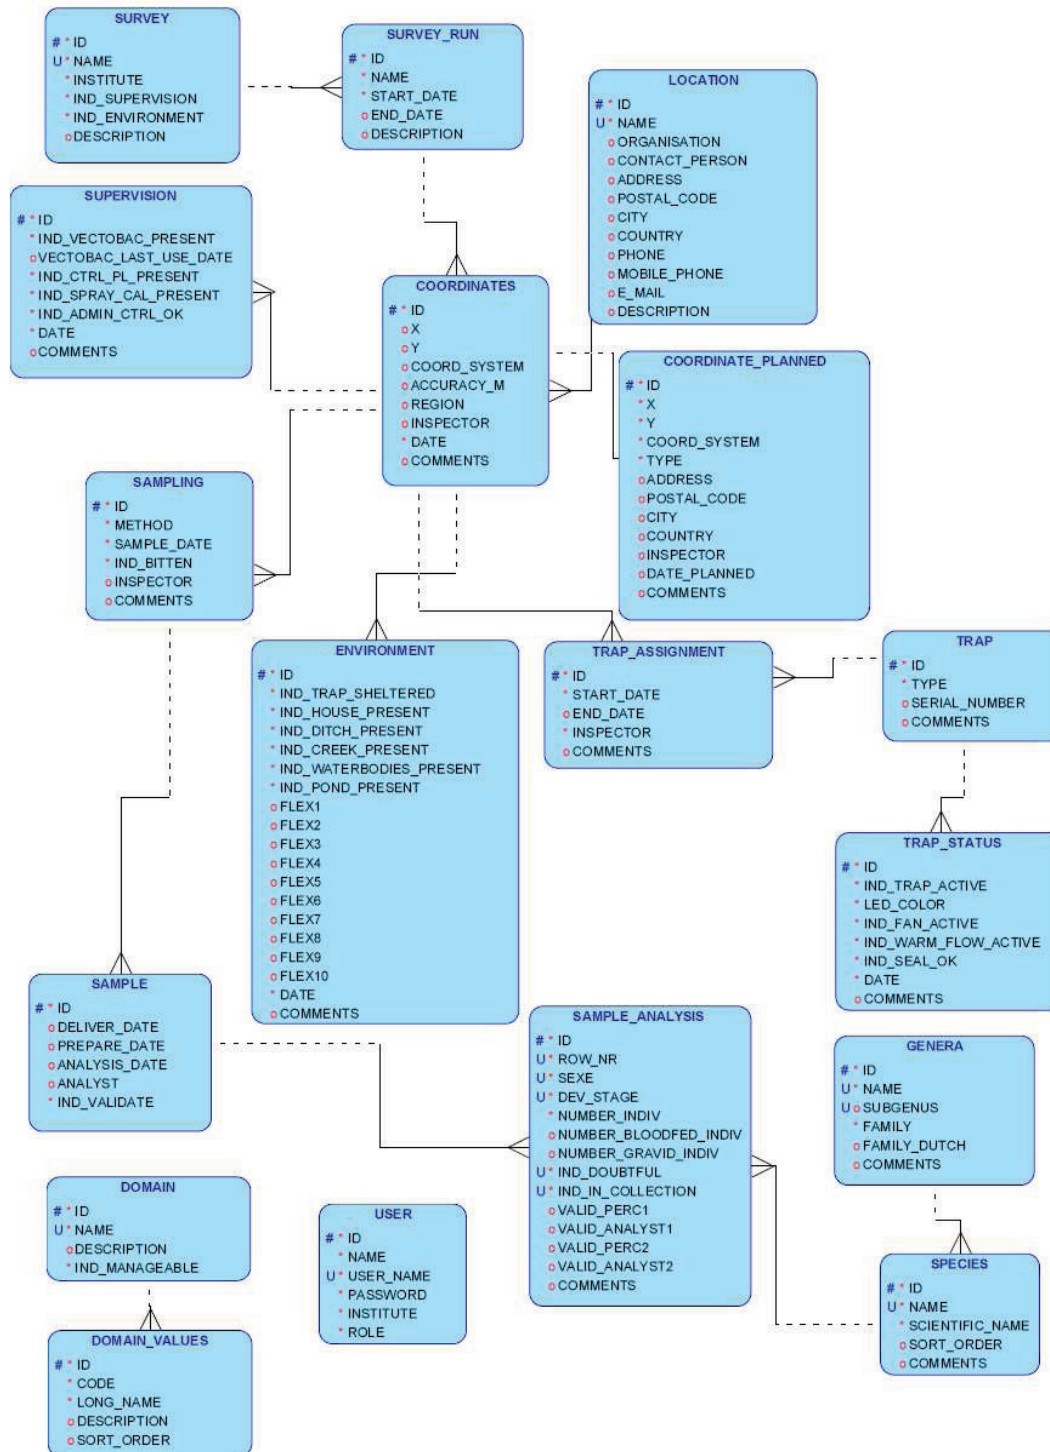 SURVEY
# * ID
U * NAME
* INSTITUTE
* IND_SUPERVISION
* IND_ENVIRONMENT
o DESCRIPTION
SURVEY_RUN
# * ID
* NAME
* START_DATE
o END_DATE
o DESCRIPTION
LOCATION
# * ID
U * NAME
o ORGANISATION
o CONTACT_PERSON
o ADDRESS
o POSTAL_CODE
o CITY
o COUNTRY
o PHONE
o MOBILE_PHONE
o E_MAIL
o DESCRIPTION
SUPERVISION
# * ID
* IND_VECTOBAC_PRESENT
o VECTOBAC_LAST_USE_DATE
* IND_CTRL_PL_PRESENT
* IND_SPRAY_CAL_PRESENT
* IND_ADMIN_CTRL_OK
* DATE
o COMMENTS
COORDINATES
# * ID
o X
o Y
o COORD_SYSTEM
o ACCURACY_M
o REGION
o INSPECTOR
* DATE
o COMMENTS
COORDINATE_PLANNED
# * ID
* X
* Y
* COORD_SYSTEM
* TYPE
o ADDRESS
o POSTAL_CODE
o CITY
o COUNTRY
o INSPECTOR
o DATE_PLANNED
o COMMENTS
SAMPLING
# * ID
* METHOD
* SAMPLE_DATE
* IND_BITTEN
o INSPECTOR
o COMMENTS
ENVIRONMENT
# * ID
* IND_TRAP_SHELTERED
* IND_HOUSE_PRESENT
* IND_DITCH_PRESENT
* IND_CREEK_PRESENT
* IND_WATERBODIES_PRESENT
* IND_POND_PRESENT
o FLEX1
o FLEX2
o FLEX3
o FLEX4
o FLEX5
o FLEX6
o FLEX7
o FLEX8
o FLEX9
o FLEX10
* DATE
o COMMENTS
TRAP_ASSIGNMENT
# * ID
* START_DATE
o END_DATE
* INSPECTOR
o COMMENTS
TRAP
# * ID
* TYPE
o SERIAL_NUMBER
o COMMENTS
TRAP_STATUS
# * ID
* IND_TRAP_ACTIVE
* LED_COLOR
* IND_FAN_ACTIVE
* IND_WARM_FLOW_ACTIVE
* IND_SEAL_OK
* DATE
o COMMENTS
SAMPLE
# * ID
o DELIVER_DATE
o PREPARE_DATE
o ANALYSIS_DATE
o ANALYST
* IND_VALIDATE
SAMPLE_ANALYSIS
# * ID
U * ROW_NR
U * SEXE
U * DEV_STAGE
* NUMBER_INDIV
o NUMBER_BLOODFED_INDIV
o NUMBER_GRAVID_INDIV
U * IND_DOUBTFUL
U * IND_IN_COLLECTION
o VALID_PERC1
o VALID_ANALYST1
o VALID_PERC2
o VALID_ANALYST2
o COMMENTS
GENERA
# * ID
U * NAME
U o SUBGENUS
* FAMILY
o FAMILY_DUTCH
o COMMENTS
DOMAIN
# * ID
U * NAME
o DESCRIPTION
* IND_MANAGEABLE
USER
# * ID
* NAME
U * USER_NAME
* PASSWORD
* INSTITUTE
* ROLE
SPECIES
# * ID
U * NAME
* SCIENTIFIC_NAME
o SORT_ORDER
o COMMENTS
DOMAIN_VALUES
# * ID
* CODE
* LONG_NAME
o DESCRIPTION
o SORT_ORDER